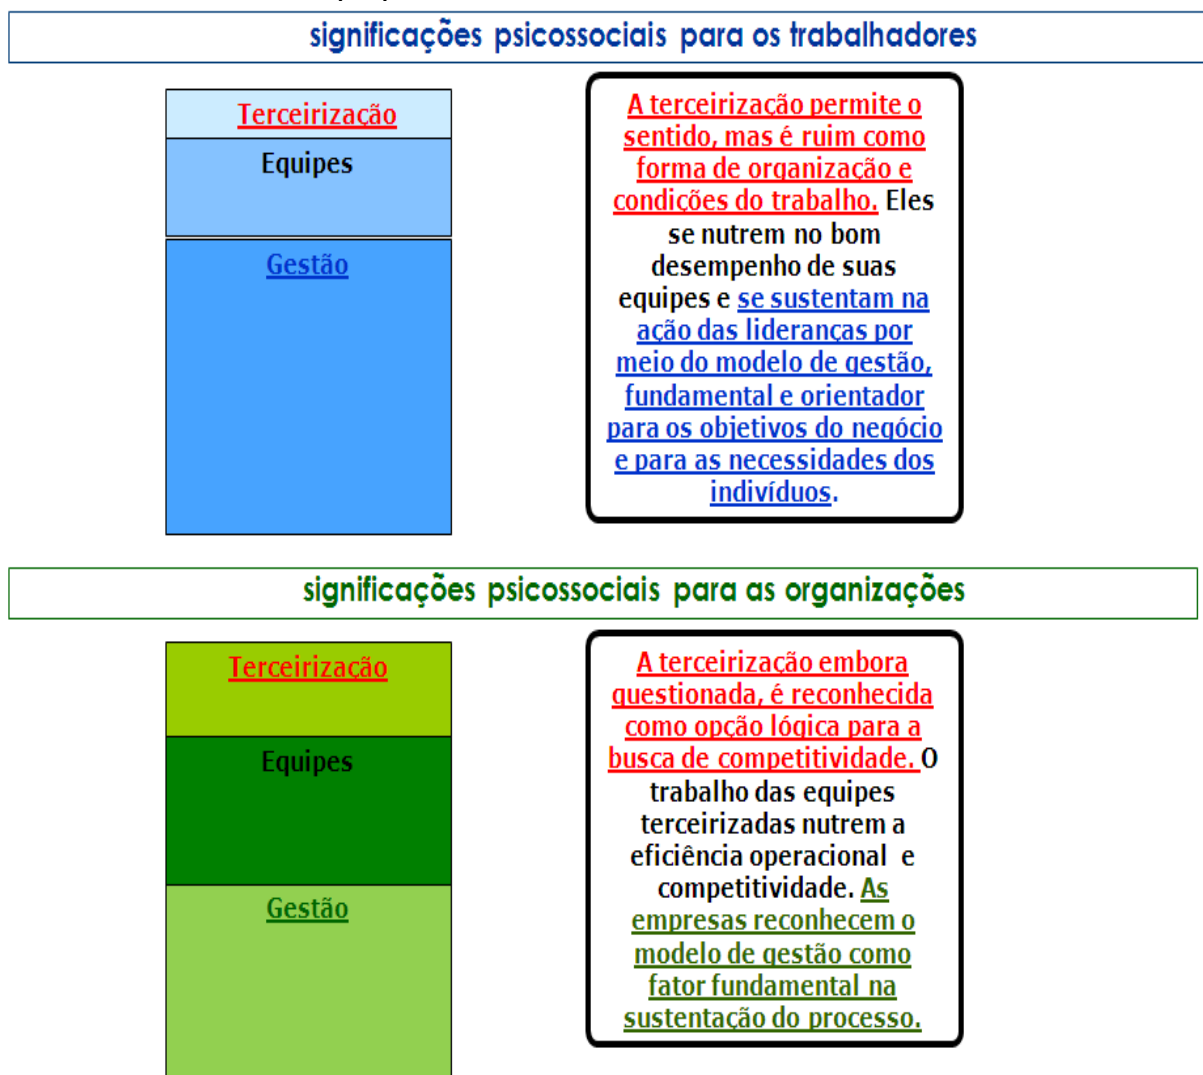 significações psicossociais para os trabalhadores
Terceirização
Equipes
Gestão
A terceirização permite o
sentido, mas é ruim como
forma de organização e
condições do trabalho. Eles
se nutrem no bom
desempenho de suas
equipes e se sustentam na
ação das lideranças por
meio do modelo de gestão,
fundamental e orientador
para os objetivos do negócio
e para as necessidades dos
indivíduos.
significações psicossociais para as organizações
Terceirização
Equipes
Gestão
A terceirização embora
questionada, é reconhecida
como opção lógica para a
busca de competitividade. O
trabalho das equipes
terceirizadas nutrem a
eficiência operacional e
competitividade. As
empresas reconhecem o
modelo de gestão como
fator fundamental na
sustentação do processo.